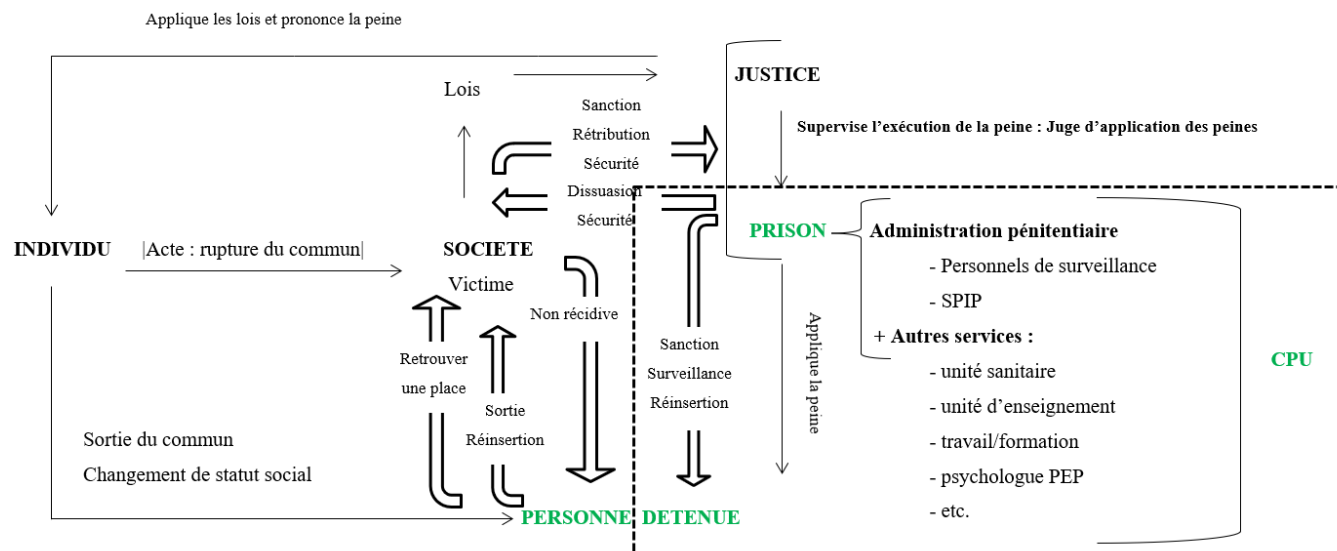 Applique les lois et prononce la peine
JUSTICE
Lois
Sanction
Rétribution
Sécurité
Supervise l’exécution de la peine : Juge d’application des peines
Dissuasion
Sécurité
INDIVIDU
|Acte : rupture du commun|
SOCIETE
Victime
PRISON
Administration pénitentiaire
- Personnels de surveillance
- SPIP
+ Autres services :
- unité sanitaire
- unité d’enseignement
- travail/formation
- psychologue PEP
- etc.
CPU
Non récidive
Retrouver
une place
Sortie
Réinsertion
Sanction
Surveillance
Réinsertion
Applique la peine
Sortie du commun
Changement de statut social
PERSONNE DETENUE